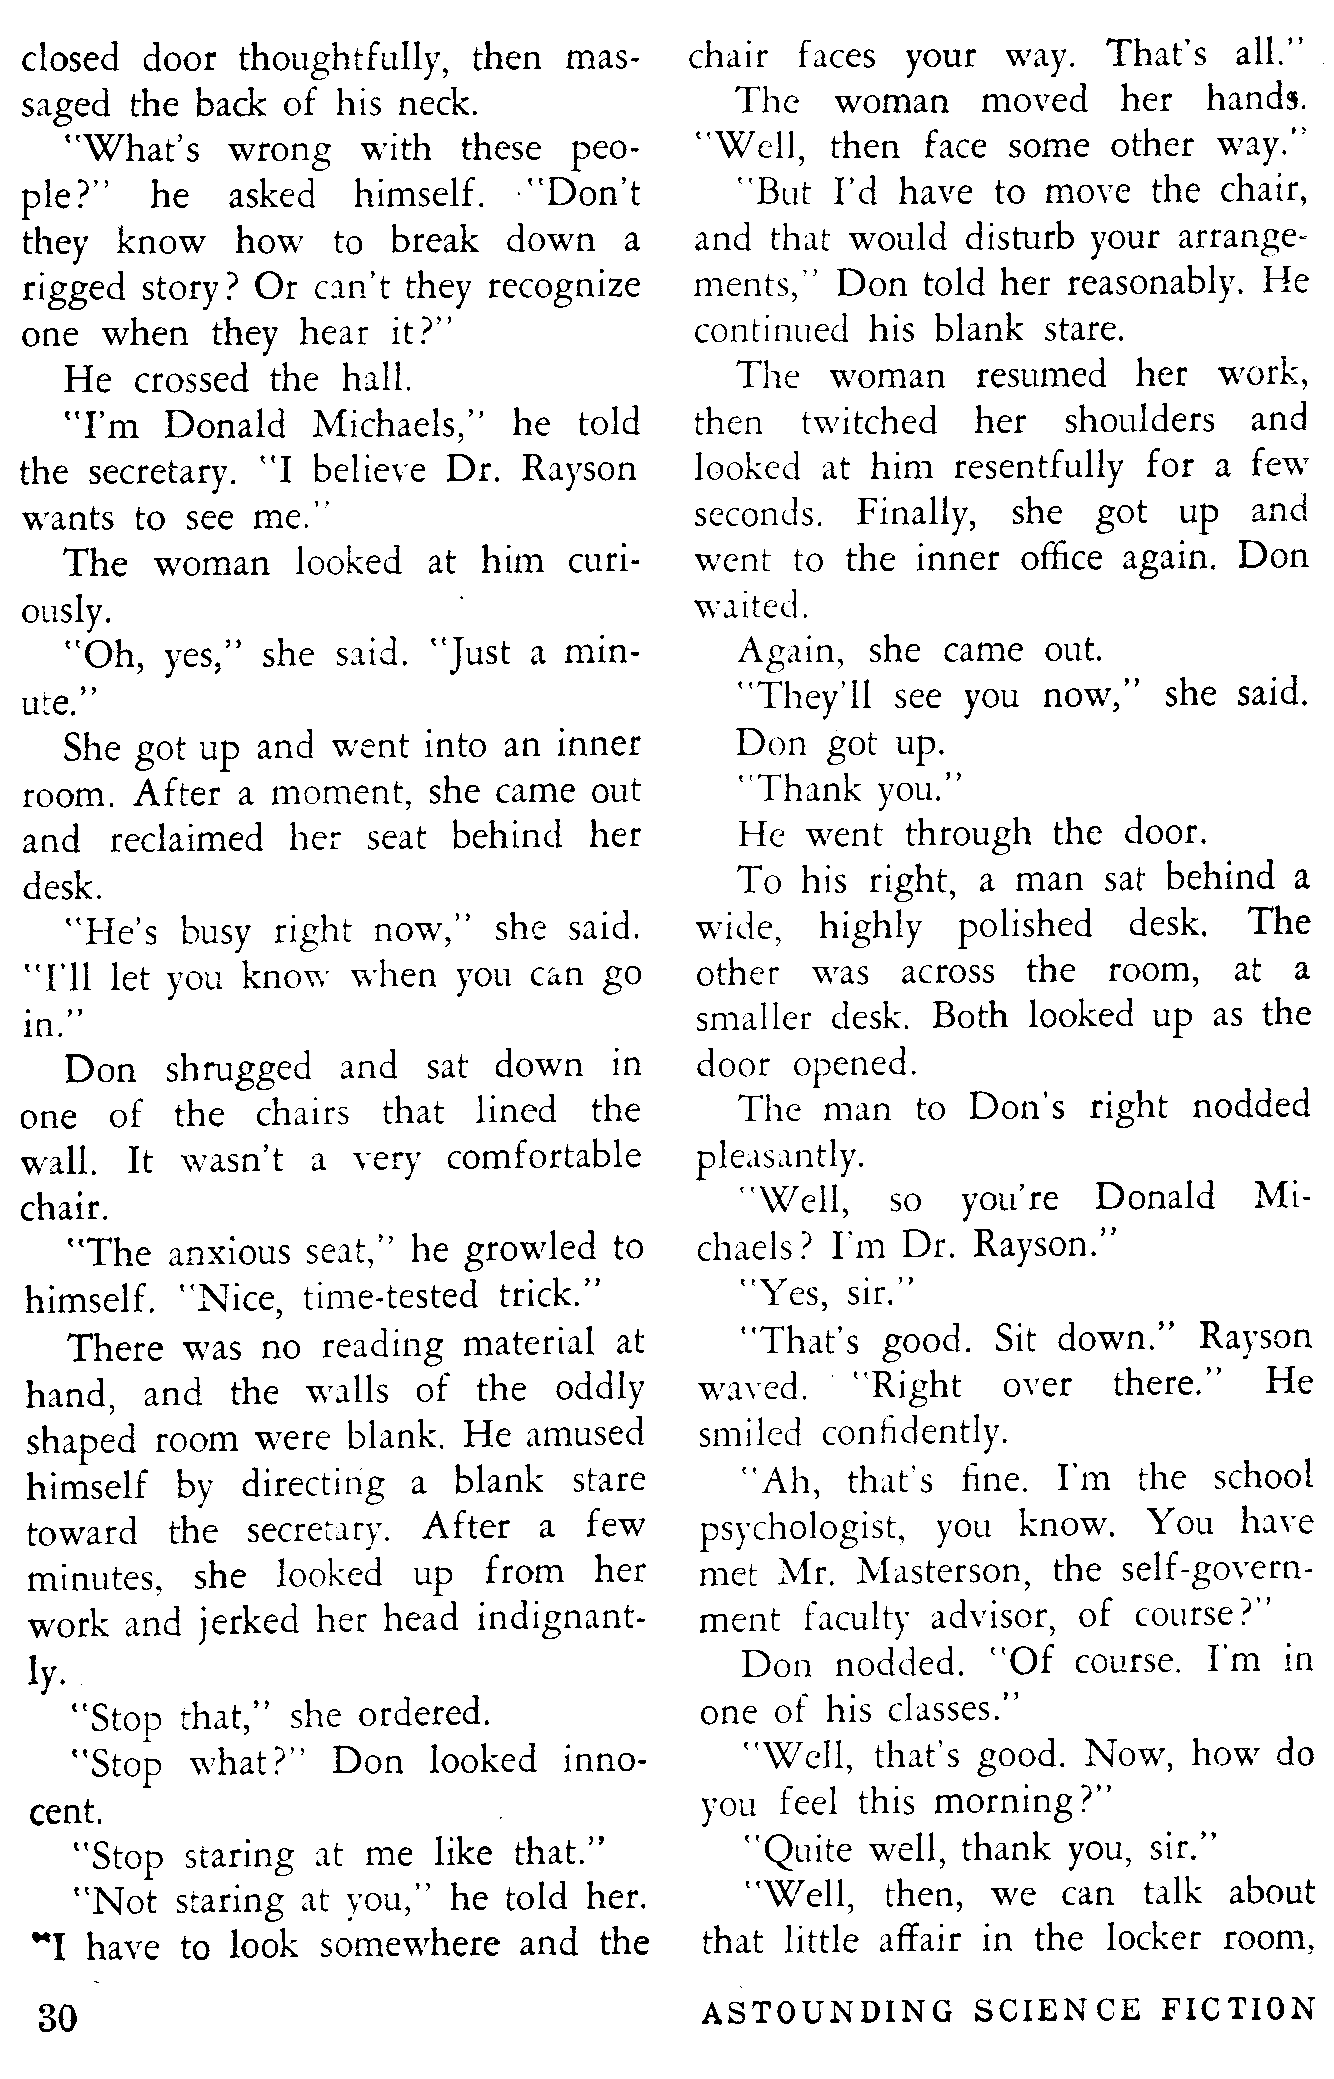 closed door thoughtfully, then mas-
saged the back of his neck.
"What's wrong with these peo-
ple?" he asked himself. "Don't
they know how to break down a
rigged story? Or can't they recognize
one when they hear it?"
He crossed the hall.
"I'm Donald Michaels," he told
the secretary. "I believe Dr. Rayson
wants to see me."
The woman looked at him curi-
ously.
"Oh, yes," she said. "Just a min-
ute."
She got up and went into an inner
room. After a moment, she came out
and reclaimed her seat behind her
desk.
"He's busy right now," she said.
"I'll let you know when you can go
in."
Don shrugged and sat down in
one of the chairs that lined the
wall. It wasn't a very comfortable
chair.
"The anxious seat," he growled to
himself. "Nice, time-tested trick."
There was no reading material at
hand, and the walls of the oddly
shaped room were blank. He amused
himself by directing a blank stare
toward the secretary. After a few
minutes, she looked up from her
work and jerked her head indignant-
ly.
"Stop that," she ordered.
"Stop what?" Don looked inno-
cent.
"Stop staring at me like that."
"Not staring at you," he told her.
"I have to look somewhere and the
chair faces your way. That's all."
The woman moved her hands.
"Well, then face some other way."
"But I'd have to move the chair,
and that would disturb your arrange-
ments," Don told her reasonably. He
continued his blank stare.
The woman resumed her work,
then twitched her shoulders and
looked at him resentfully for a few
seconds. Finally, she got up and
went to the inner office again. Don
waited.
Again, she came out.
"They'll see you now," she said.
Don got up.
"Thank you."
He went through the door.
To his right, a man sat behind a
wide, highly polished desk. The
other was across the room, at a
smaller desk. Both looked up as the
door opened.
The man to Don's right nodded
pleasantly.
"Well, so you're Donald Mi-
chaels? I'm Dr. Rayson."
"Yes, sir."
"That's good. Sit down." Rayson
waved. "Right over there." He
smiled confidently.
"Ah, that's fine. I'm the school
psychologist, you know. You have
met Mr. Masterson, the self-govern-
ment faculty advisor, of course?"
Don nodded. "Of course. I'm in
one of his classes."
"Well, that's good. Now, how do
you feel this morning?"
"Quite well, thank you, sir."
"Well, then, we can talk about
that little affair in the locker room,
30
ASTOUNDING SCIENCE FICTION